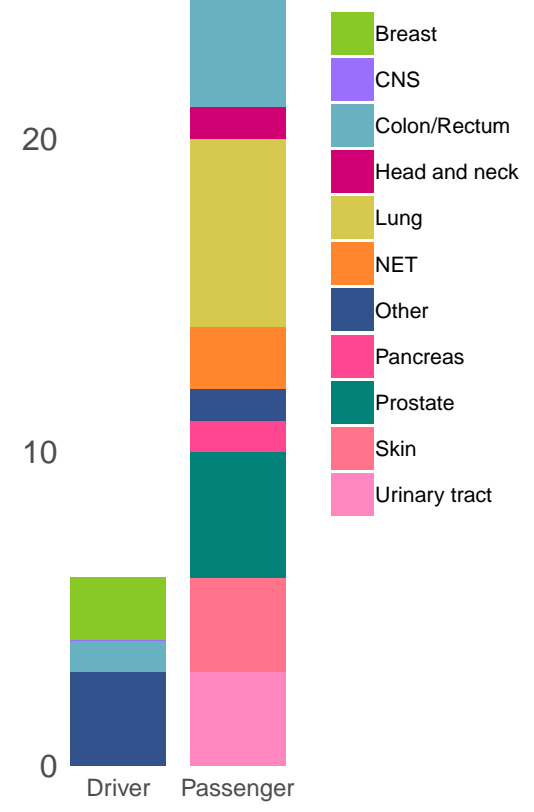 20
10
0
Driver
Passenger
Breast
CNS
Colon/Rectum
Head and neck
Lung
NET
Other
Pancreas
Prostate
Skin
Urinary tract